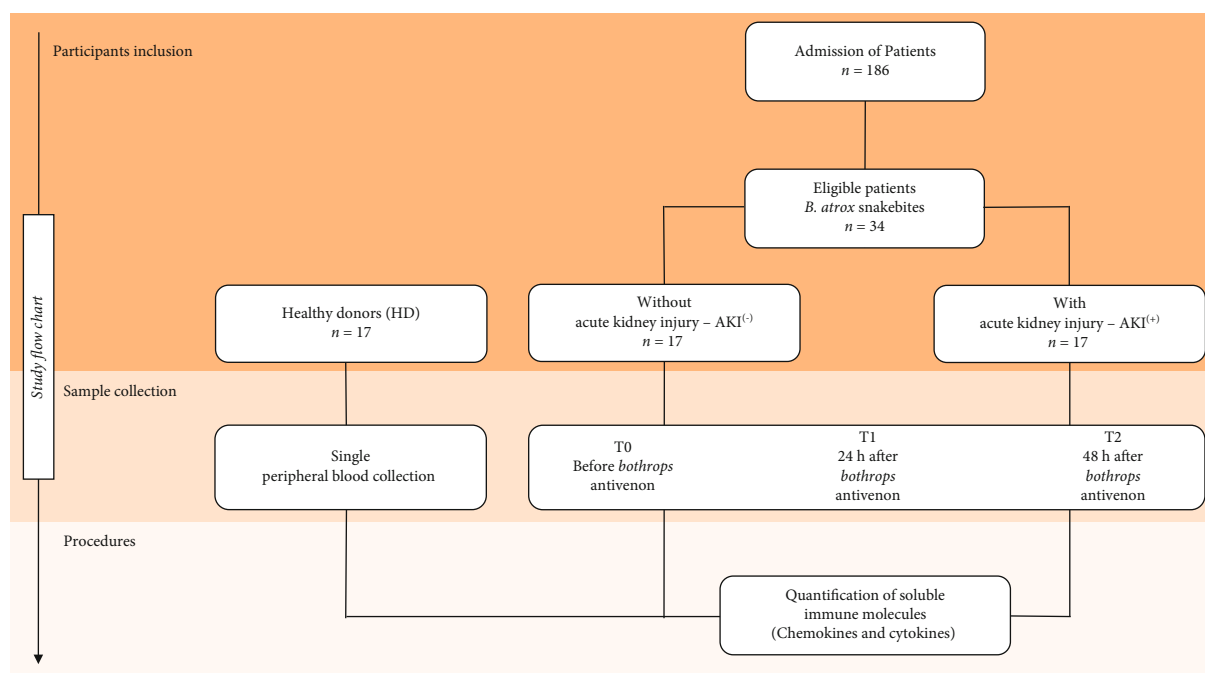 Participants inclusion
Admission of Patients
n = 186
Eligible patients
B. atrox snakebites
n = 34
Study flow chart
Healthy donors (HD)
n = 17
Without
acute kidney injury – AKI(-)
n = 17
With
acute kidney injury – AKI(+)
n = 17
Sample collection
Single
peripheral blood collection
T0
Before bothrops
antivenon
T1
24 h after
bothrops
antivenon
T2
48 h after
bothrops
antivenon
Procedures
Quantification of soluble
immune molecules
(Chemokines and cytokines)